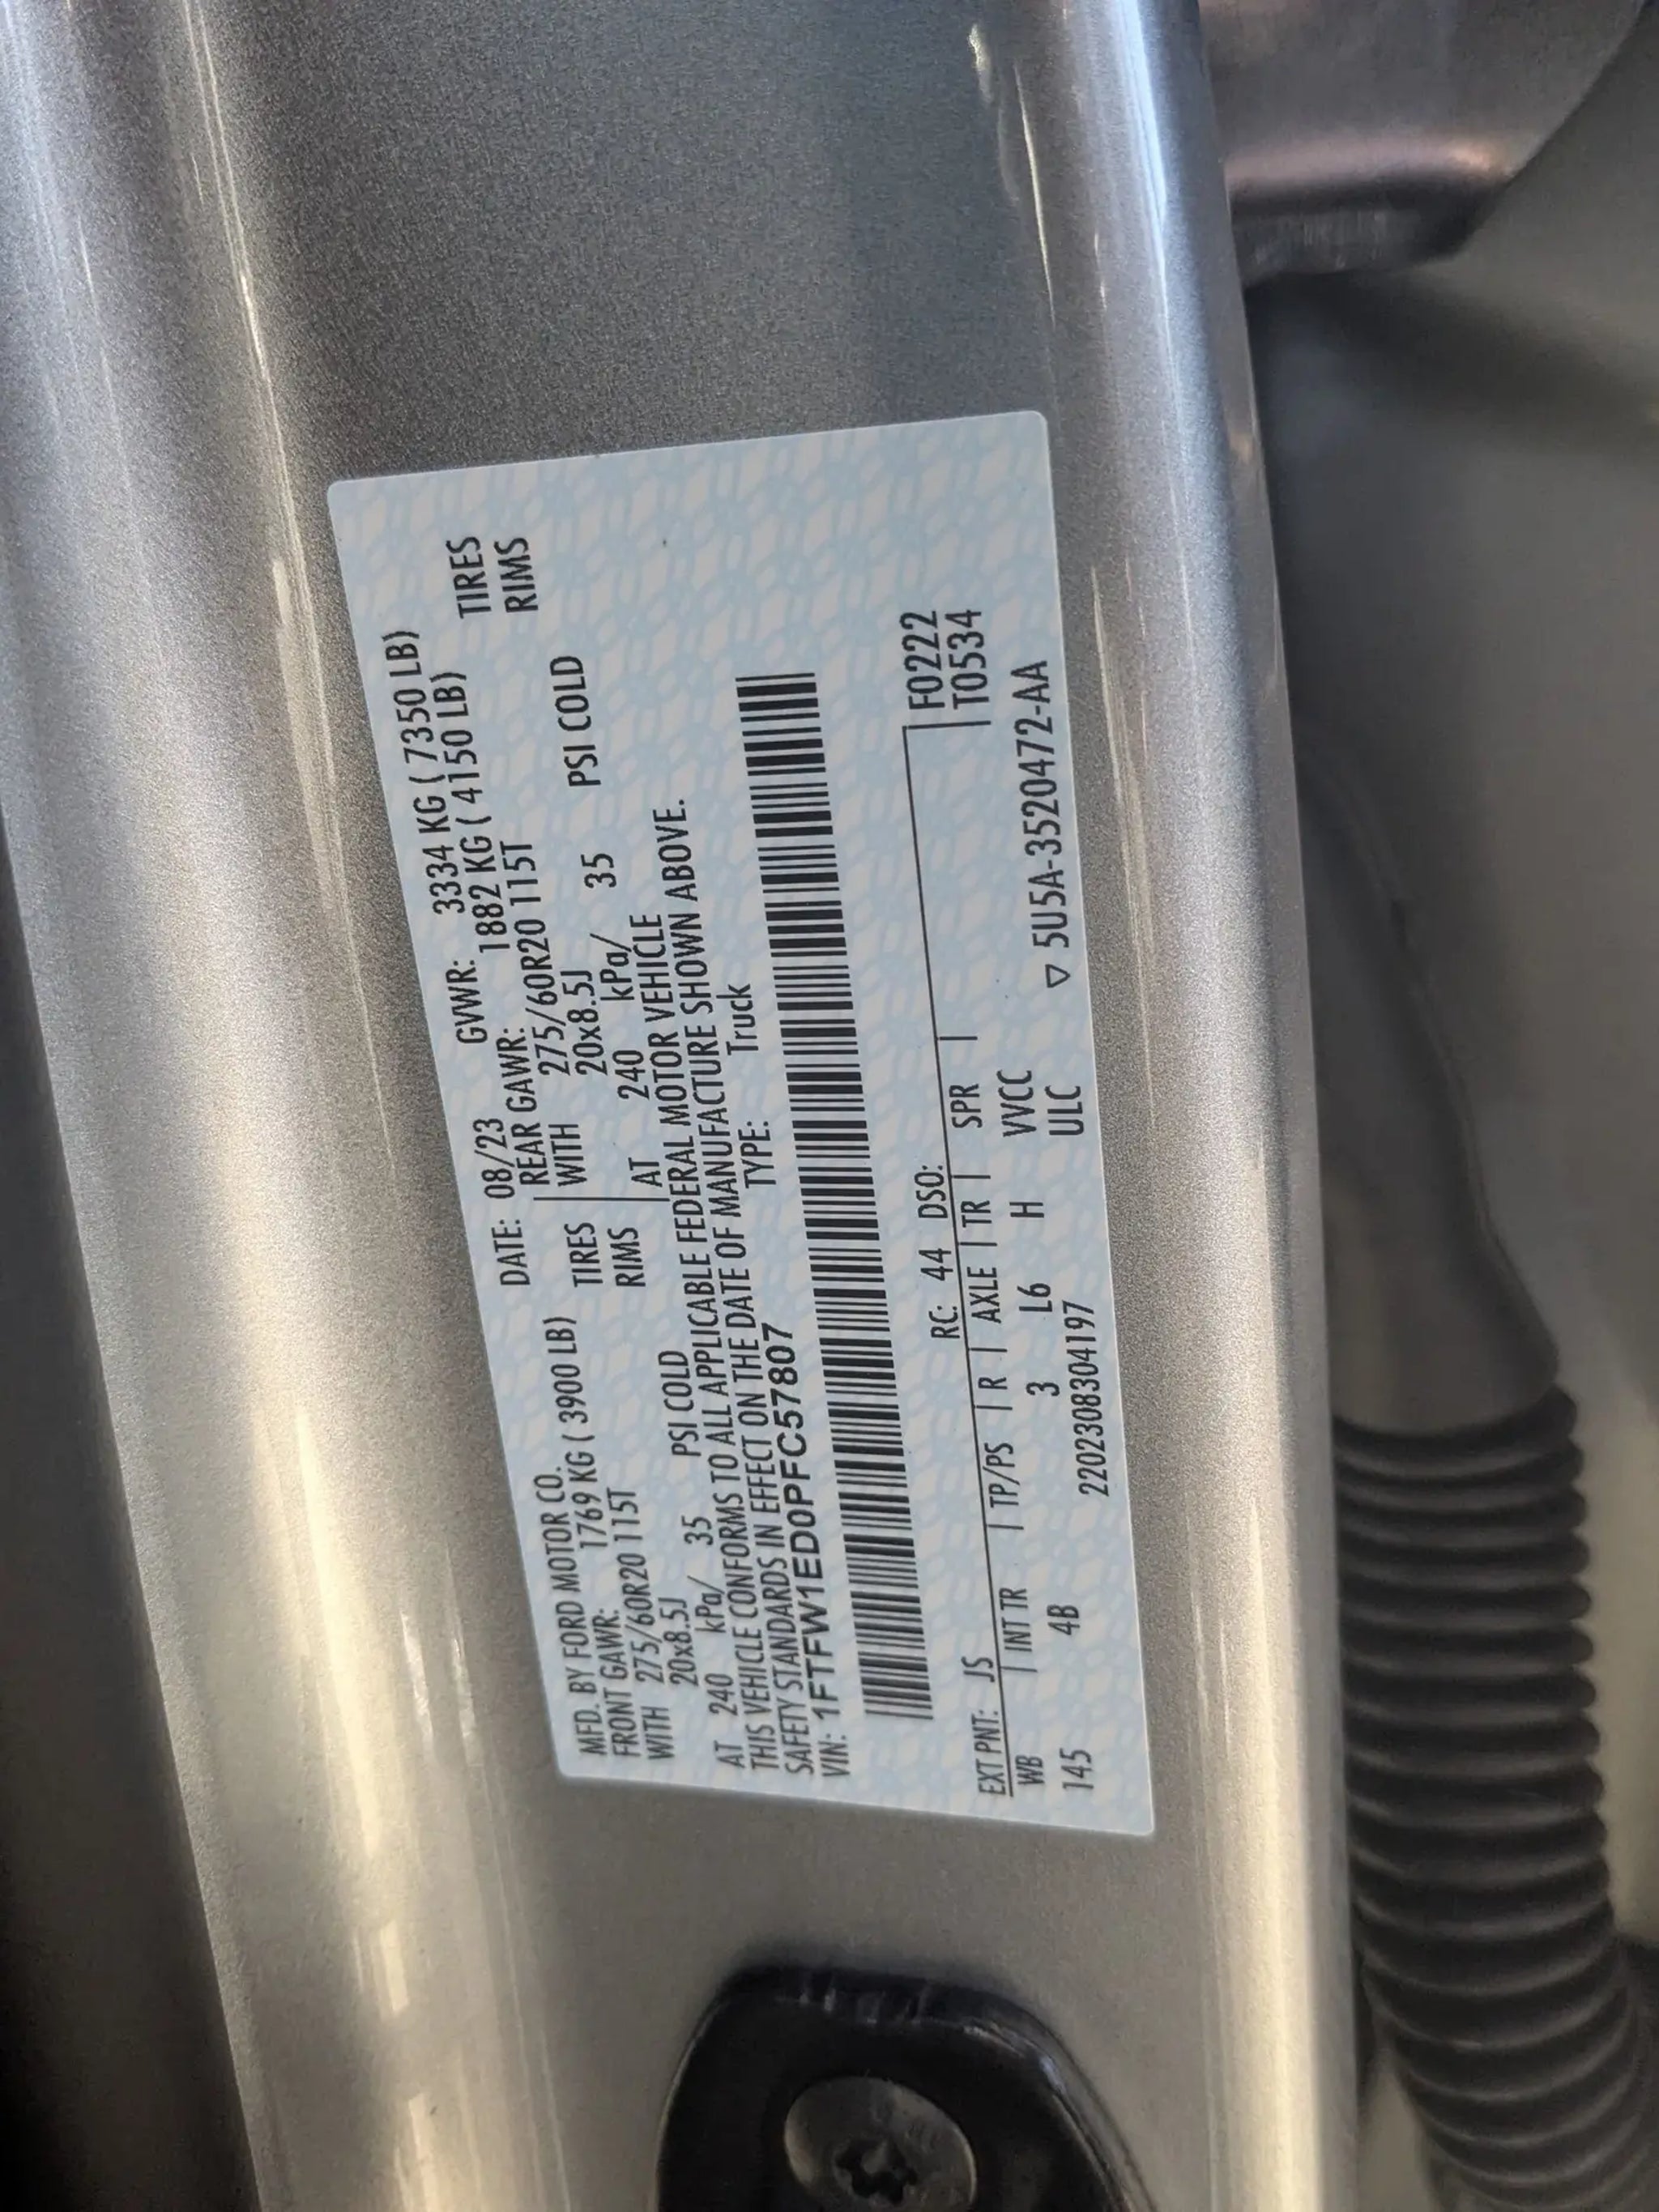 MFD. BY FORD MOTOR CO. DATE: 08/23 GVWR: 3334 KG ( 7350 LB)
FRONT GAWR: 1769 KG ( 3900 LB) REAR GAWR: 1882 KG ( 4150 LB)
WITH 275/60R20 115T TIRES WITH 275/60R20 115T TIRES
20x8.5J RIMS 20x8.5J RIMS
AT 240 kPa/ 35 PSI COLD AT 240 kPa/ 35 PSI COLD
THIS VEHICLE CONFORMS TO ALL APPLICABLE FEDERAL MOTOR VEHICLE
SAFETY STANDARDS IN EFFECT ON THE DATE OF MANUFACTURE SHOWN ABOVE.
VIN: 1FTFW1ED0PFC57807 TYPE: Truck
EXT PNT: JS RC: 44 DSO: F0222
WB | INT TR | TP/PS | R | AXLE | TR | SPR | T0534
145 4B 3 L6 H VVCC
2202308304197 ULC ▽ 5U5A-3520472-AA